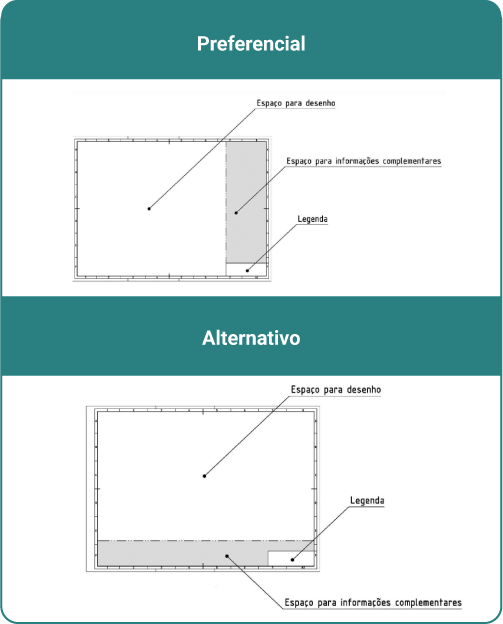 Preferencial
Espaço para desenho
Espaço para informações complementares
Legenda
Alternativo
Espaço para desenho
Legenda
Espaço para informações complementares